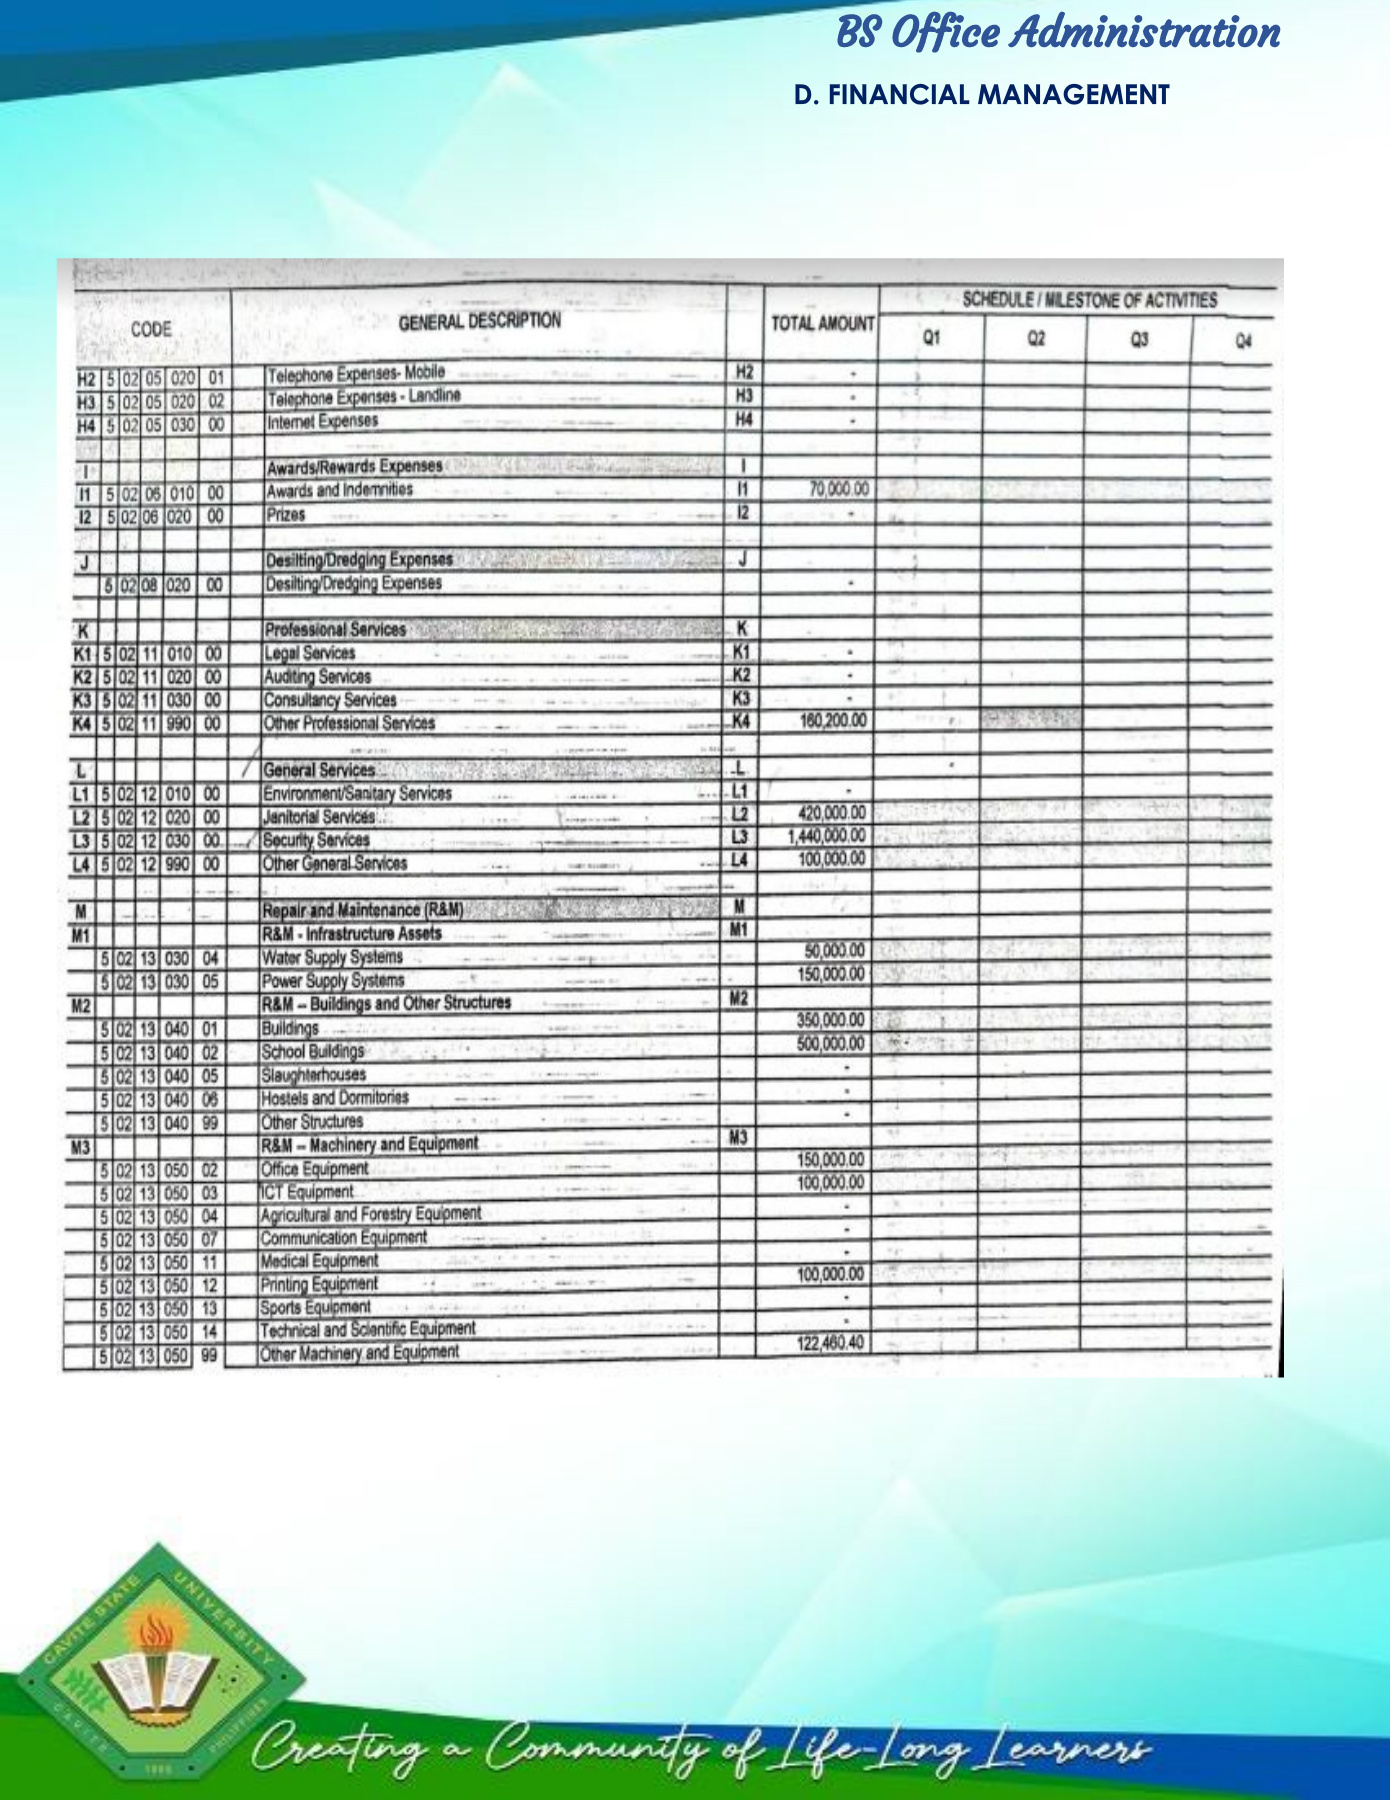 BS Office Administration
D. FINANCIAL MANAGEMENT
CODE GENERAL DESCRIPTION TOTAL AMOUNT SCHEDULE / MILESTONE OF ACTIVITIES
Q1 Q2 Q3 Q4
H2 5 02 05 020 01 Telephone Expenses- Mobile H2 -
H3 5 02 05 020 02 Telephone Expenses - Landline H3 -
H4 5 02 05 030 00 Internet Expenses H4 -
I Awards/Rewards Expenses I
I1 5 02 06 010 00 Awards and Indemnities I1 70,000.00
I2 5 02 06 020 00 Prizes I2 -
J Desilting/Dredging Expenses J
5 02 08 020 00 Desilting/Dredging Expenses -
K Professional Services K
K1 5 02 11 010 00 Legal Services K1 -
K2 5 02 11 020 00 Auditing Services K2 -
K3 5 02 11 030 00 Consultancy Services K3 -
K4 5 02 11 990 00 Other Professional Services K4 160,200.00
L General Services L
L1 5 02 12 010 00 Environment/Sanitary Services L1 -
L2 5 02 12 020 00 Janitorial Services L2 420,000.00
L3 5 02 12 030 00 Security Services L3 1,440,000.00
L4 5 02 12 990 00 Other General Services L4 100,000.00
M Repair and Maintenance (R&M) M
M1 R&M - Infrastructure Assets M1
5 02 13 030 04 Water Supply Systems 50,000.00
5 02 13 030 05 Power Supply Systems 150,000.00
M2 R&M – Buildings and Other Structures M2
5 02 13 040 01 Buildings 350,000.00
5 02 13 040 02 School Buildings 500,000.00
5 02 13 040 05 Slaughterhouses -
5 02 13 040 06 Hostels and Dormitories -
5 02 13 040 99 Other Structures -
M3 R&M – Machinery and Equipment M3
5 02 13 050 02 Office Equipment 150,000.00
5 02 13 050 03 ICT Equipment 100,000.00
5 02 13 050 04 Agricultural and Forestry Equipment -
5 02 13 050 07 Communication Equipment -
5 02 13 050 11 Medical Equipment -
5 02 13 050 12 Printing Equipment 100,000.00
5 02 13 050 13 Sports Equipment -
5 02 13 050 14 Technical and Scientific Equipment -
5 02 13 050 99 Other Machinery and Equipment 122,460.40
CAVITE STATE UNIVERSITY
CAVITE 1906 PHILIPPINES
Creating a Community of Life-Long Learners